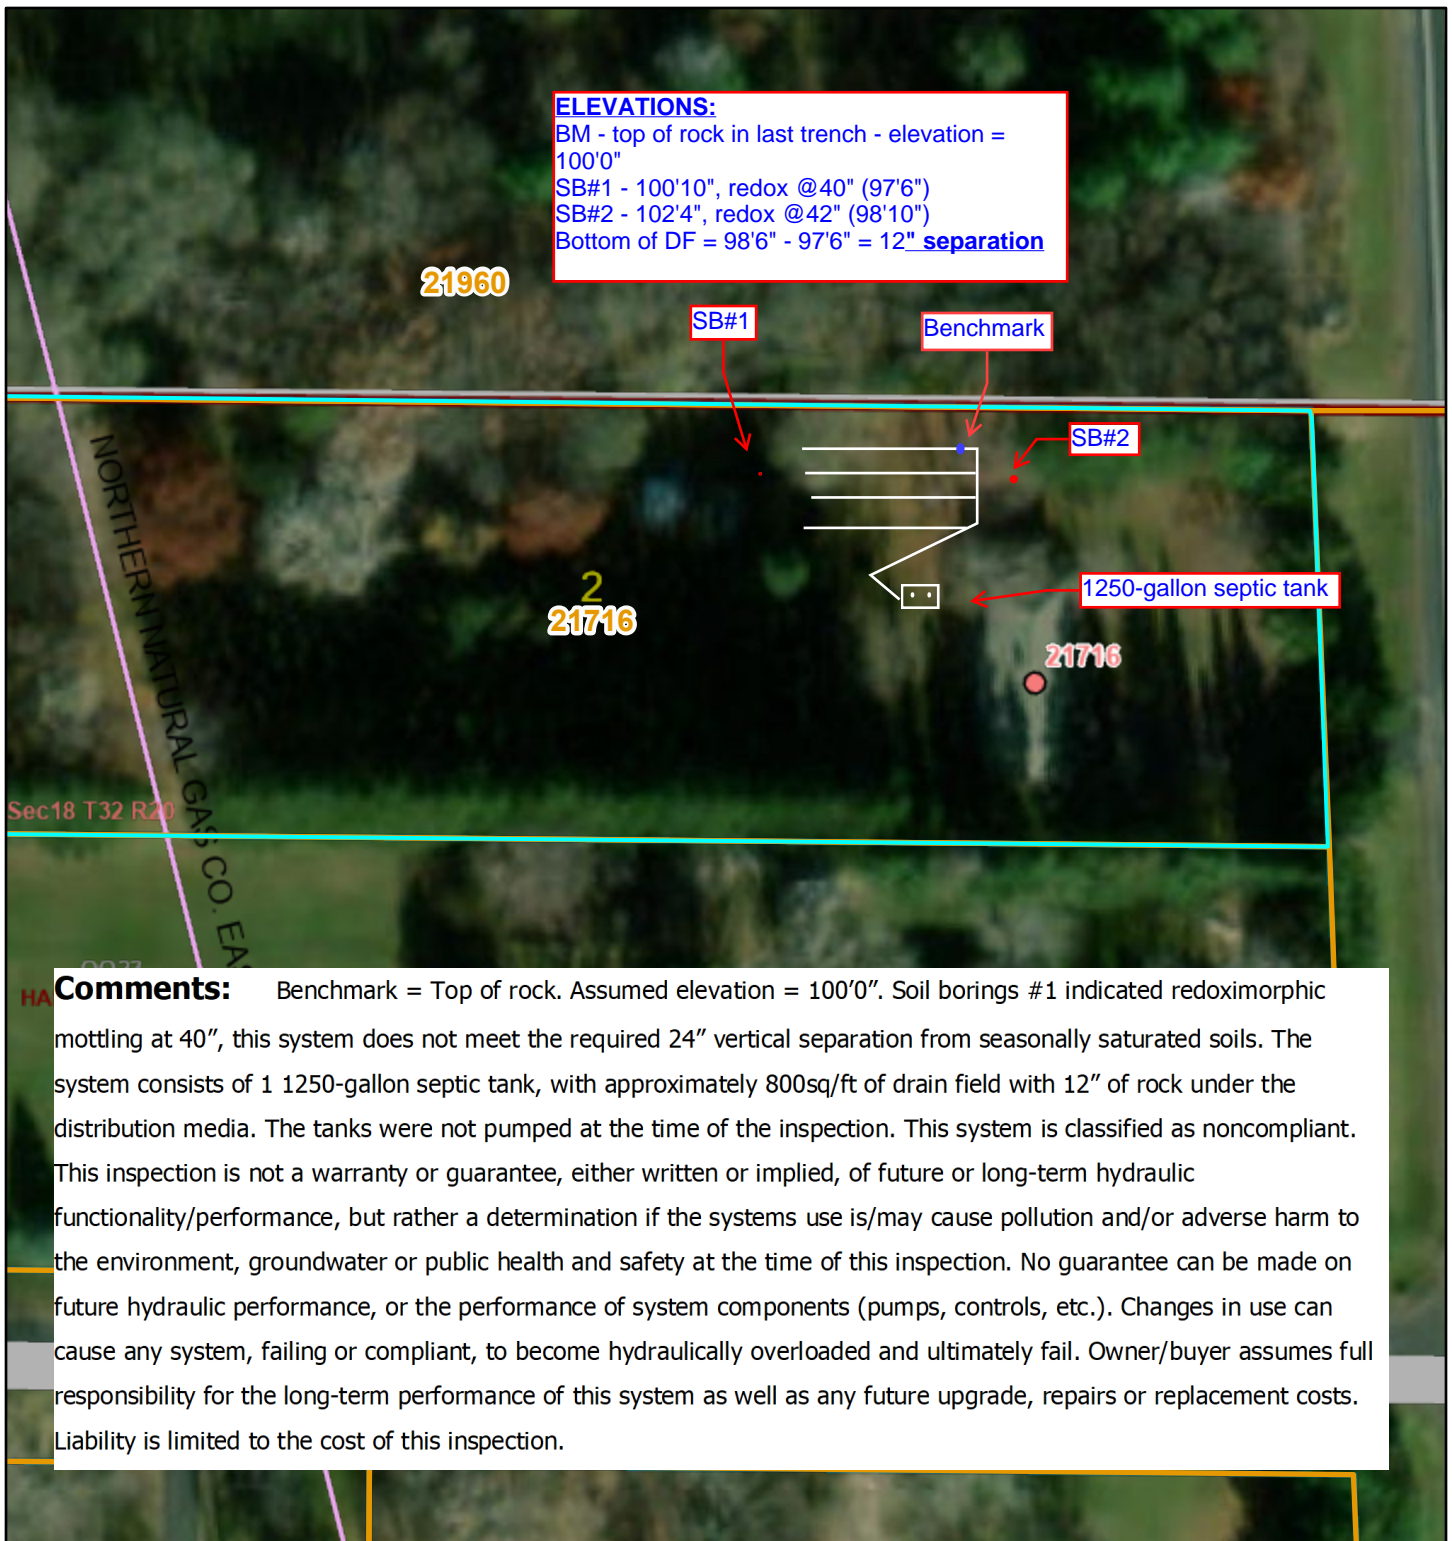 ELEVATIONS:
BM - top of rock in last trench - elevation =
100'0"
SB#1 - 100'10", redox @40" (97'6")
SB#2 - 102'4", redox @42" (98'10")
Bottom of DF = 98'6" - 97'6" = 12" separation
21960
SB#1
Benchmark
SB#2
NORTHERN NATURAL GAS CO. EAS
2
21716
1250-gallon septic tank
21716
Sec18 T32 R20
HA
Comments: Benchmark = Top of rock. Assumed elevation = 100’0”. Soil borings #1 indicated redoximorphic
mottling at 40”, this system does not meet the required 24” vertical separation from seasonally saturated soils. The
system consists of 1 1250-gallon septic tank, with approximately 800sq/ft of drain field with 12” of rock under the
distribution media. The tanks were not pumped at the time of the inspection. This system is classified as noncompliant.
This inspection is not a warranty or guarantee, either written or implied, of future or long-term hydraulic
functionality/performance, but rather a determination if the systems use is/may cause pollution and/or adverse harm to
the environment, groundwater or public health and safety at the time of this inspection. No guarantee can be made on
future hydraulic performance, or the performance of system components (pumps, controls, etc.). Changes in use can
cause any system, failing or compliant, to become hydraulically overloaded and ultimately fail. Owner/buyer assumes full
responsibility for the long-term performance of this system as well as any future upgrade, repairs or replacement costs.
Liability is limited to the cost of this inspection.